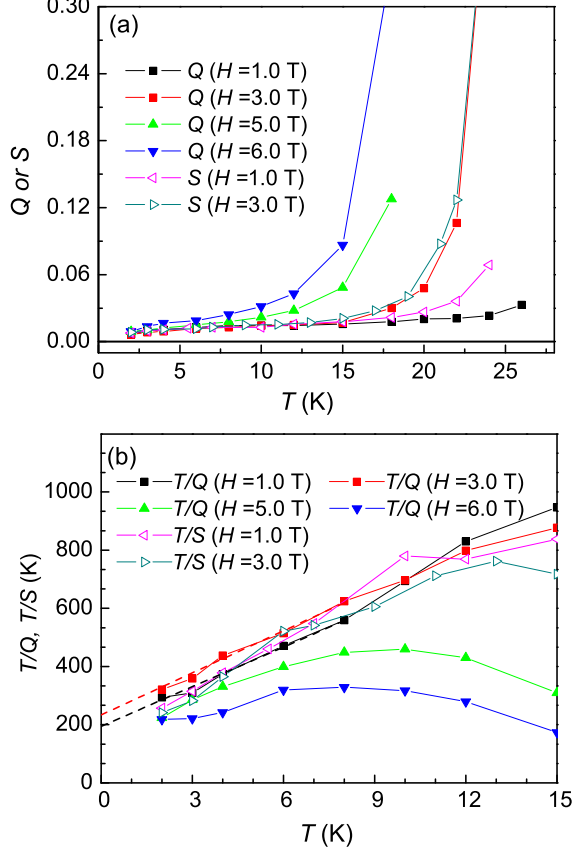 (a)
0.30
0.24
0.18
0.12
0.06
0.00
Q or S
Q (H =1.0 T)
Q (H =3.0 T)
Q (H =5.0 T)
Q (H =6.0 T)
S (H =1.0 T)
S (H =3.0 T)
0 5 10 15 20 25
T (K)
(b)
1000
800
600
400
200
0
T/Q, T/S (K)
T/Q (H =1.0 T) T/Q (H =3.0 T)
T/Q (H =5.0 T) T/Q (H =6.0 T)
T/S (H =1.0 T)
T/S (H =3.0 T)
0 3 6 9 12 15
T (K)